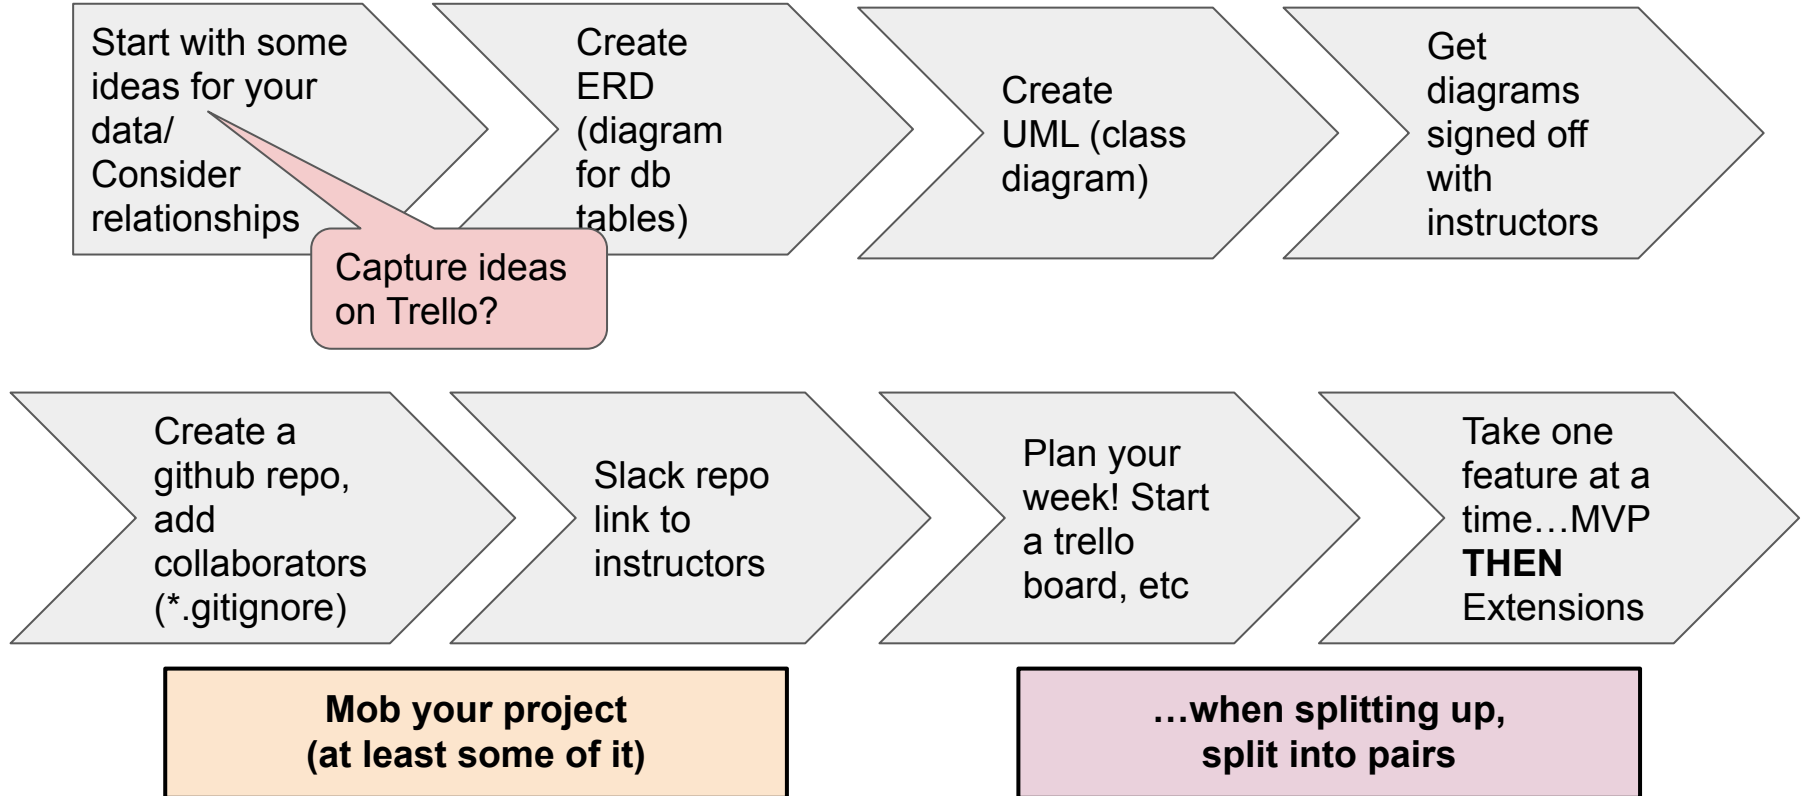 Start with some
ideas for your
data/
Consider
relationships
Create
ERD
(diagram
for db
tables)
Create
UML (class
diagram)
Get
diagrams
signed off
with
instructors
Capture ideas
on Trello?
Create a
github repo,
add
collaborators
(*.gitignore)
Slack repo
link to
instructors
Plan your
week! Start
a trello
board, etc
Take one
feature at a
time…MVP
THEN
Extensions
Mob your project
(at least some of it)
…when splitting up,
split into pairs